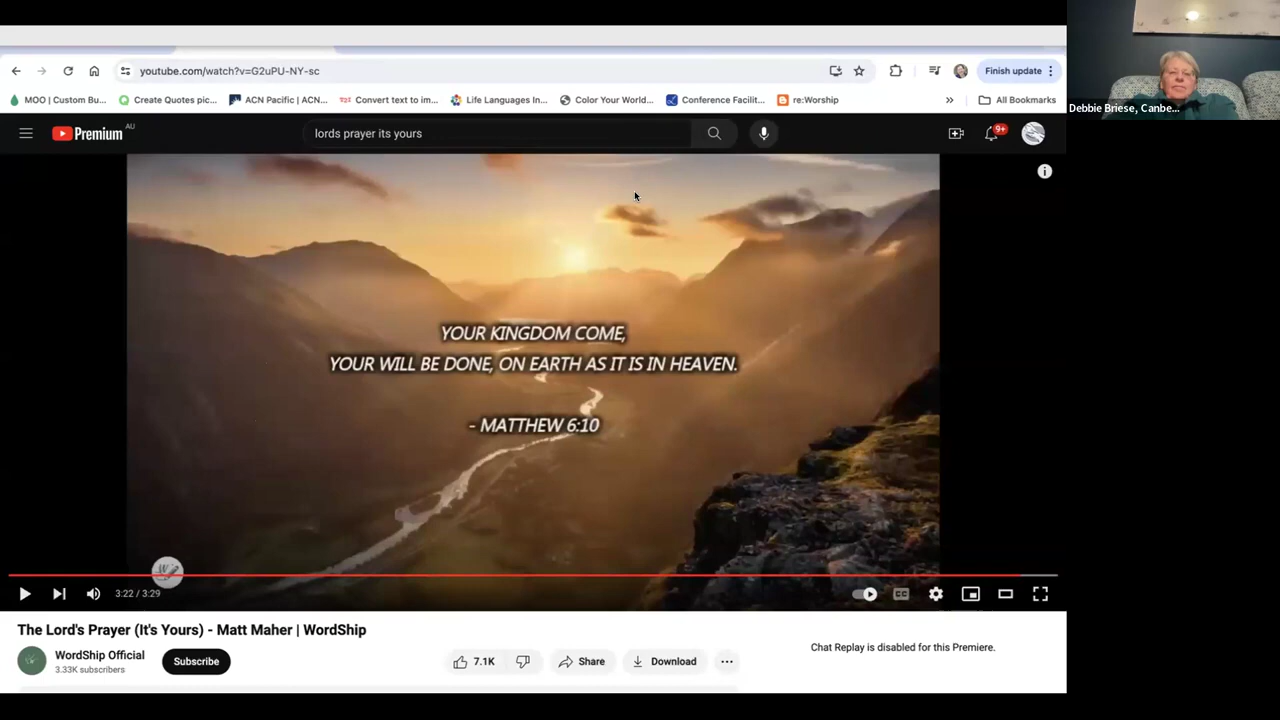 youtube.com/watch?v=G2uPU-NY-sc
Finish update
MOO | Custom Bu...
Create Quotes pic...
ACN Pacific | ACN...
Convert text to im...
Life Languages In...
Color Your World...
Conference Facilit...
re:Worship
»
All Bookmarks
Debbie Briese, Canbe...
Premium AU
lords prayer its yours
9+
YOUR KINGDOM COME,
YOUR WILL BE DONE, ON EARTH AS IT IS IN HEAVEN.
- MATTHEW 6:10
3:22 / 3:29
CC
The Lord's Prayer (It's Yours) - Matt Maher | WordShip
WordShip Official
3.33K subscribers
Subscribe
7.1K
Share
Download
Chat Replay is disabled for this Premiere.